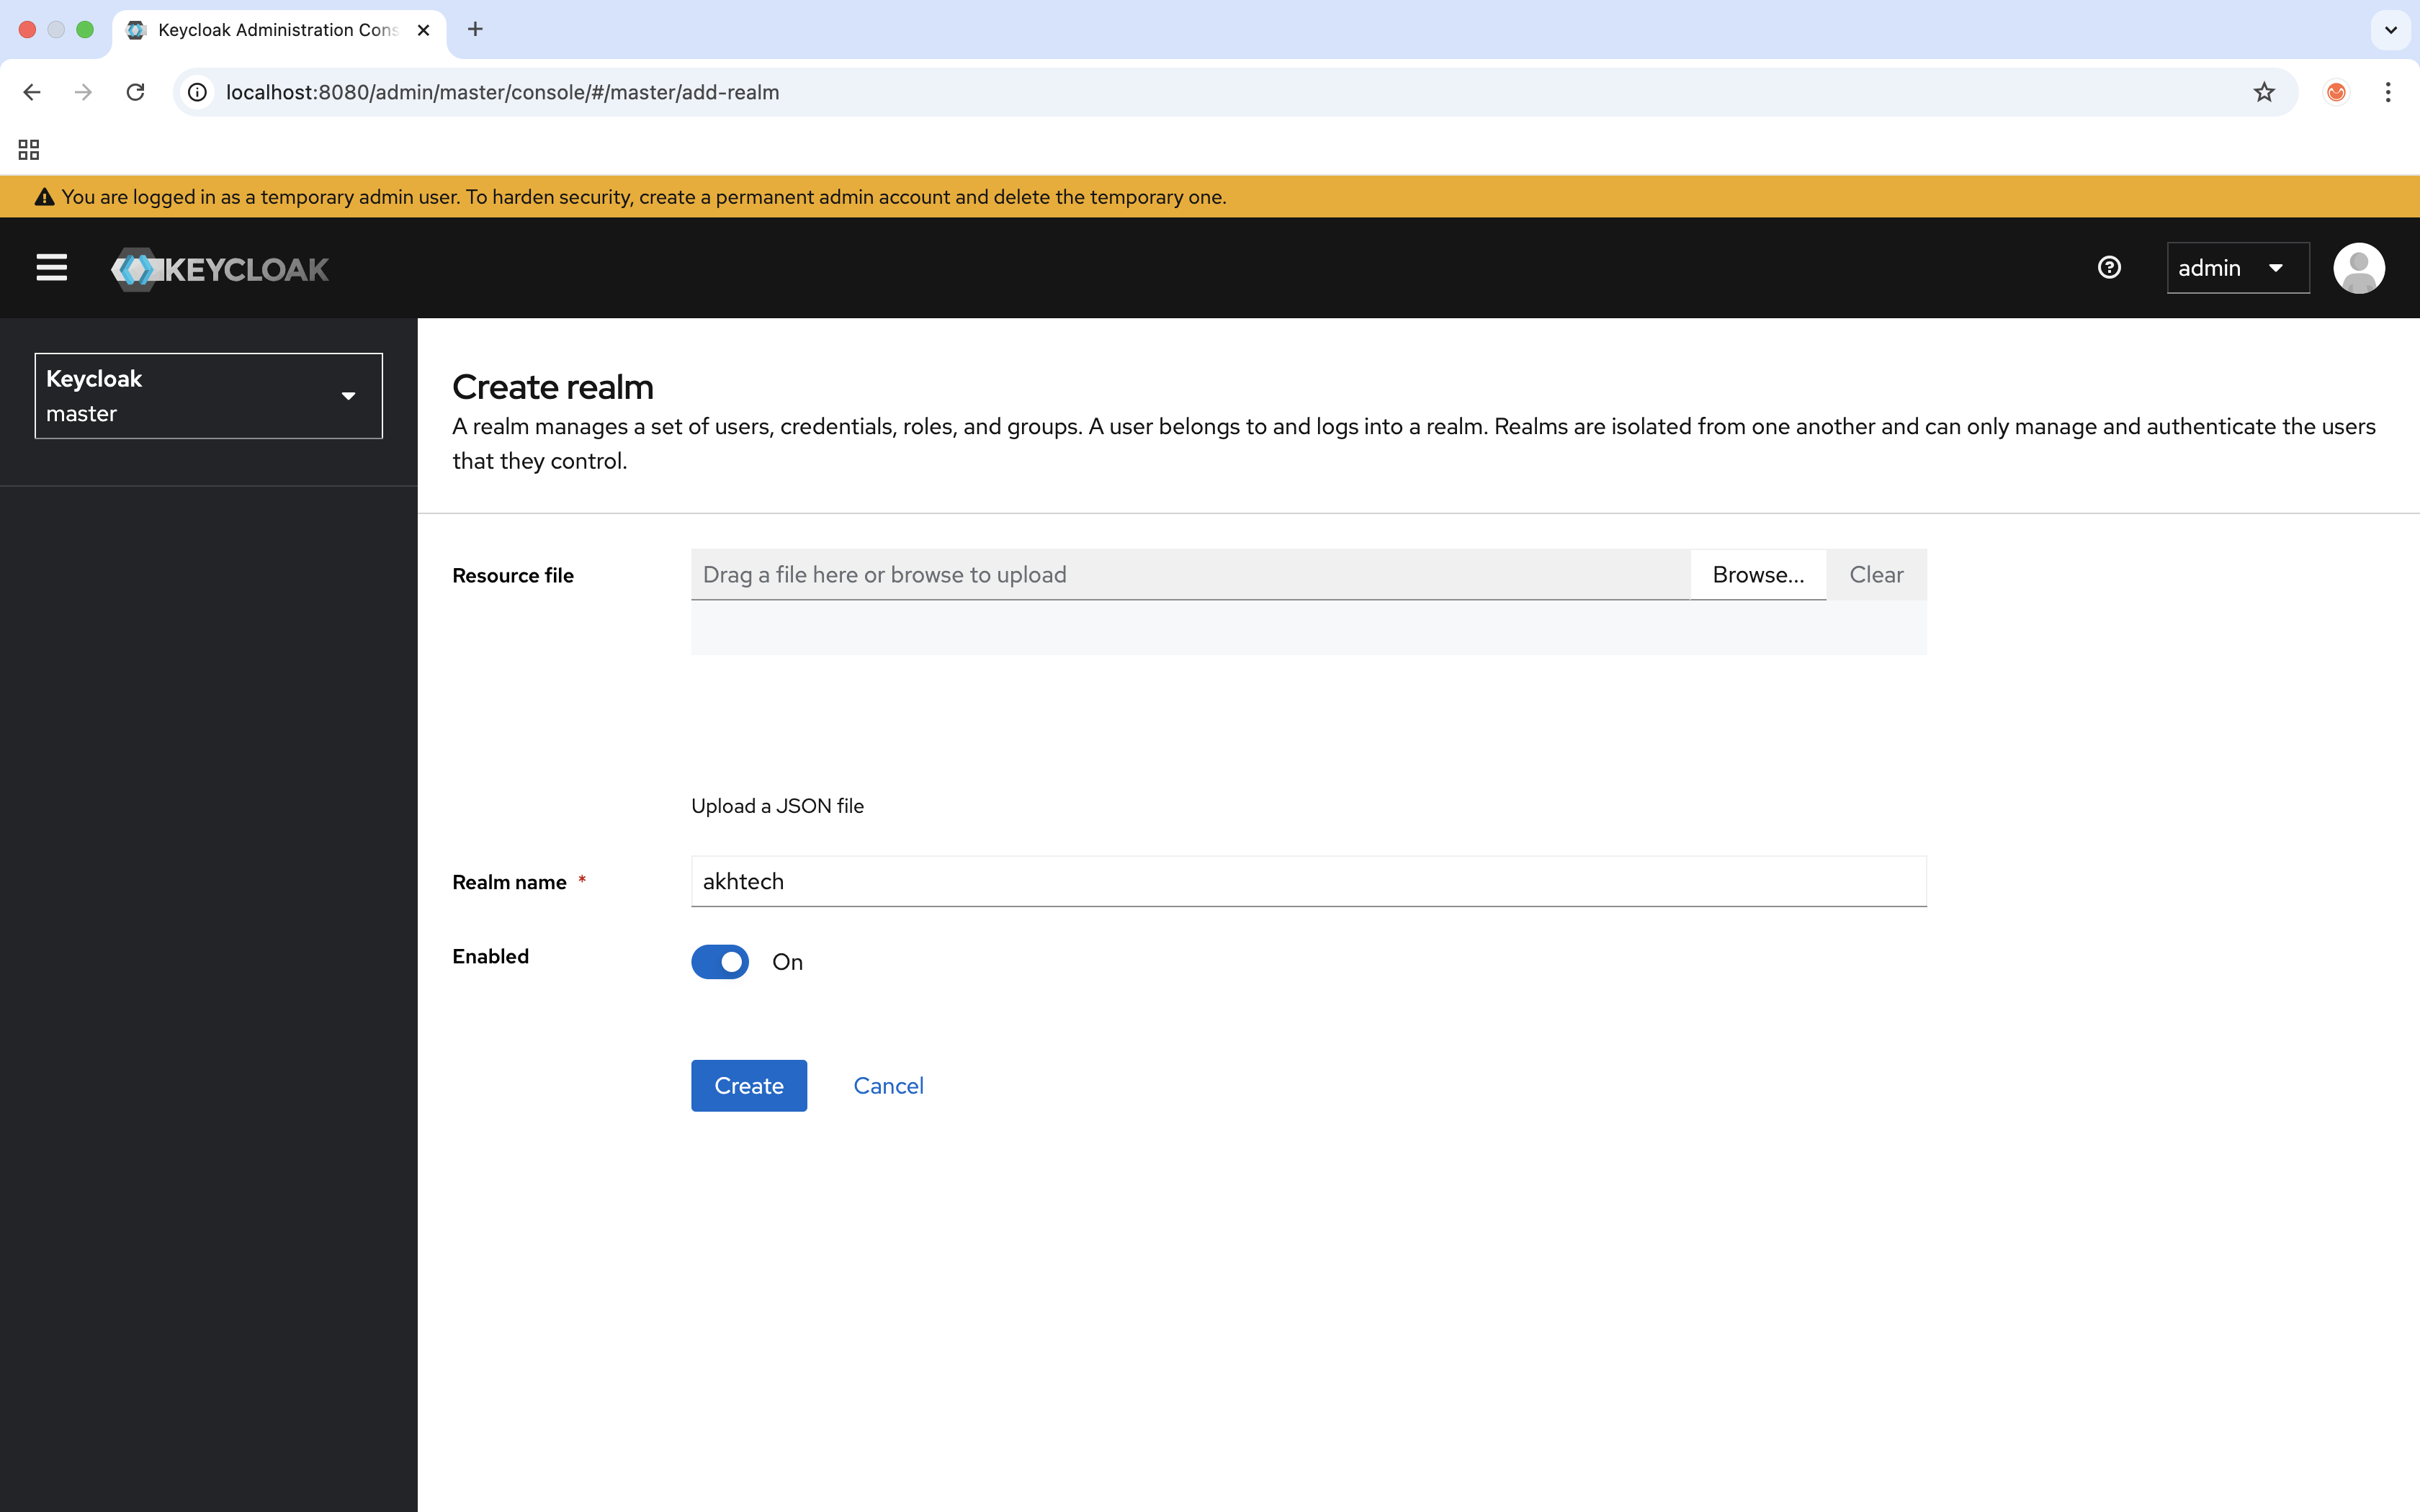 Keycloak Administration Cons
localhost:8080/admin/master/console/#/master/add-realm
You are logged in as a temporary admin user. To harden security, create a permanent admin account and delete the temporary one.
KEYCLOAK
admin
Keycloak
master
Create realm
A realm manages a set of users, credentials, roles, and groups. A user belongs to and logs into a realm. Realms are isolated from one another and can only manage and authenticate the users
that they control.
Resource file
Drag a file here or browse to upload
Browse...
Clear
Upload a JSON file
Realm name *
akhtech
Enabled
On
Create
Cancel